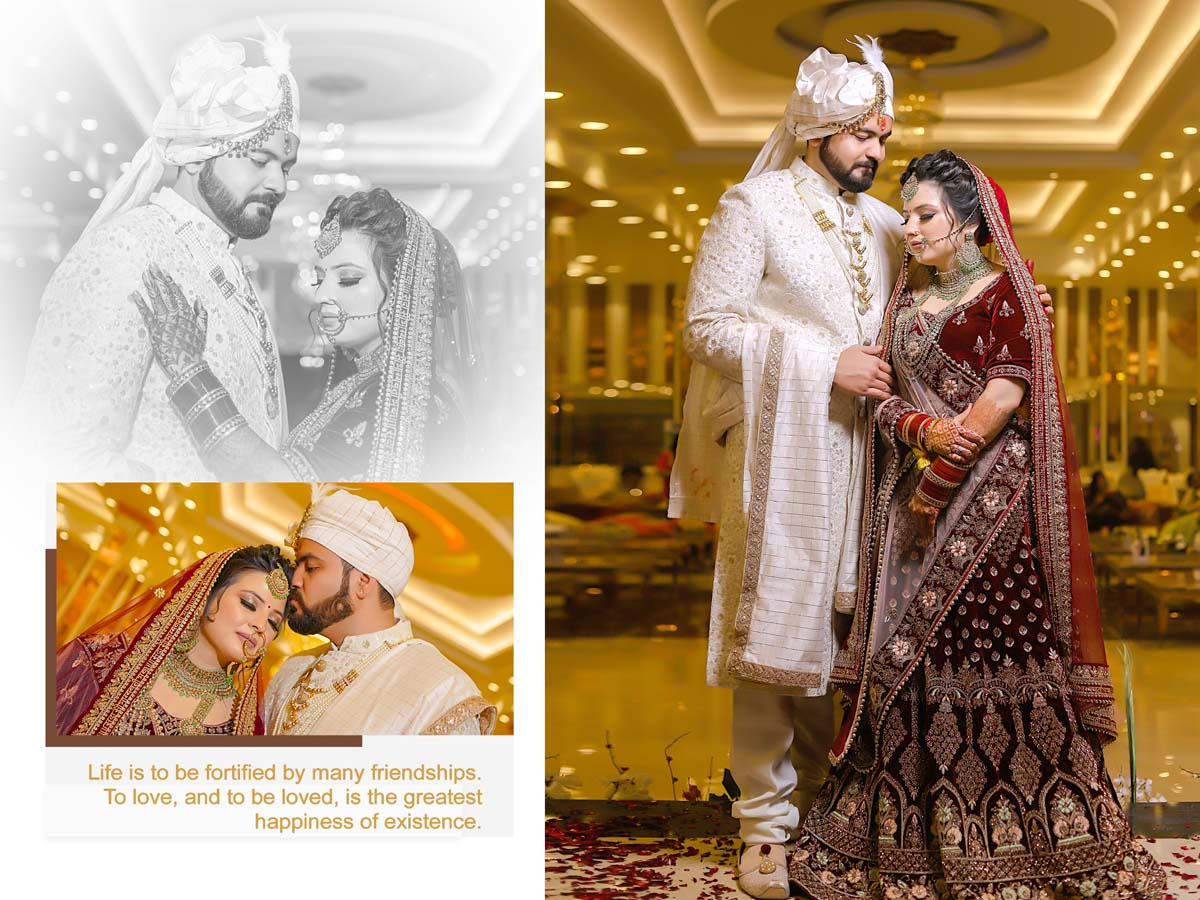 Life is to be fortified by many friendships.
To love, and to be loved, is the greatest
happiness of existence.